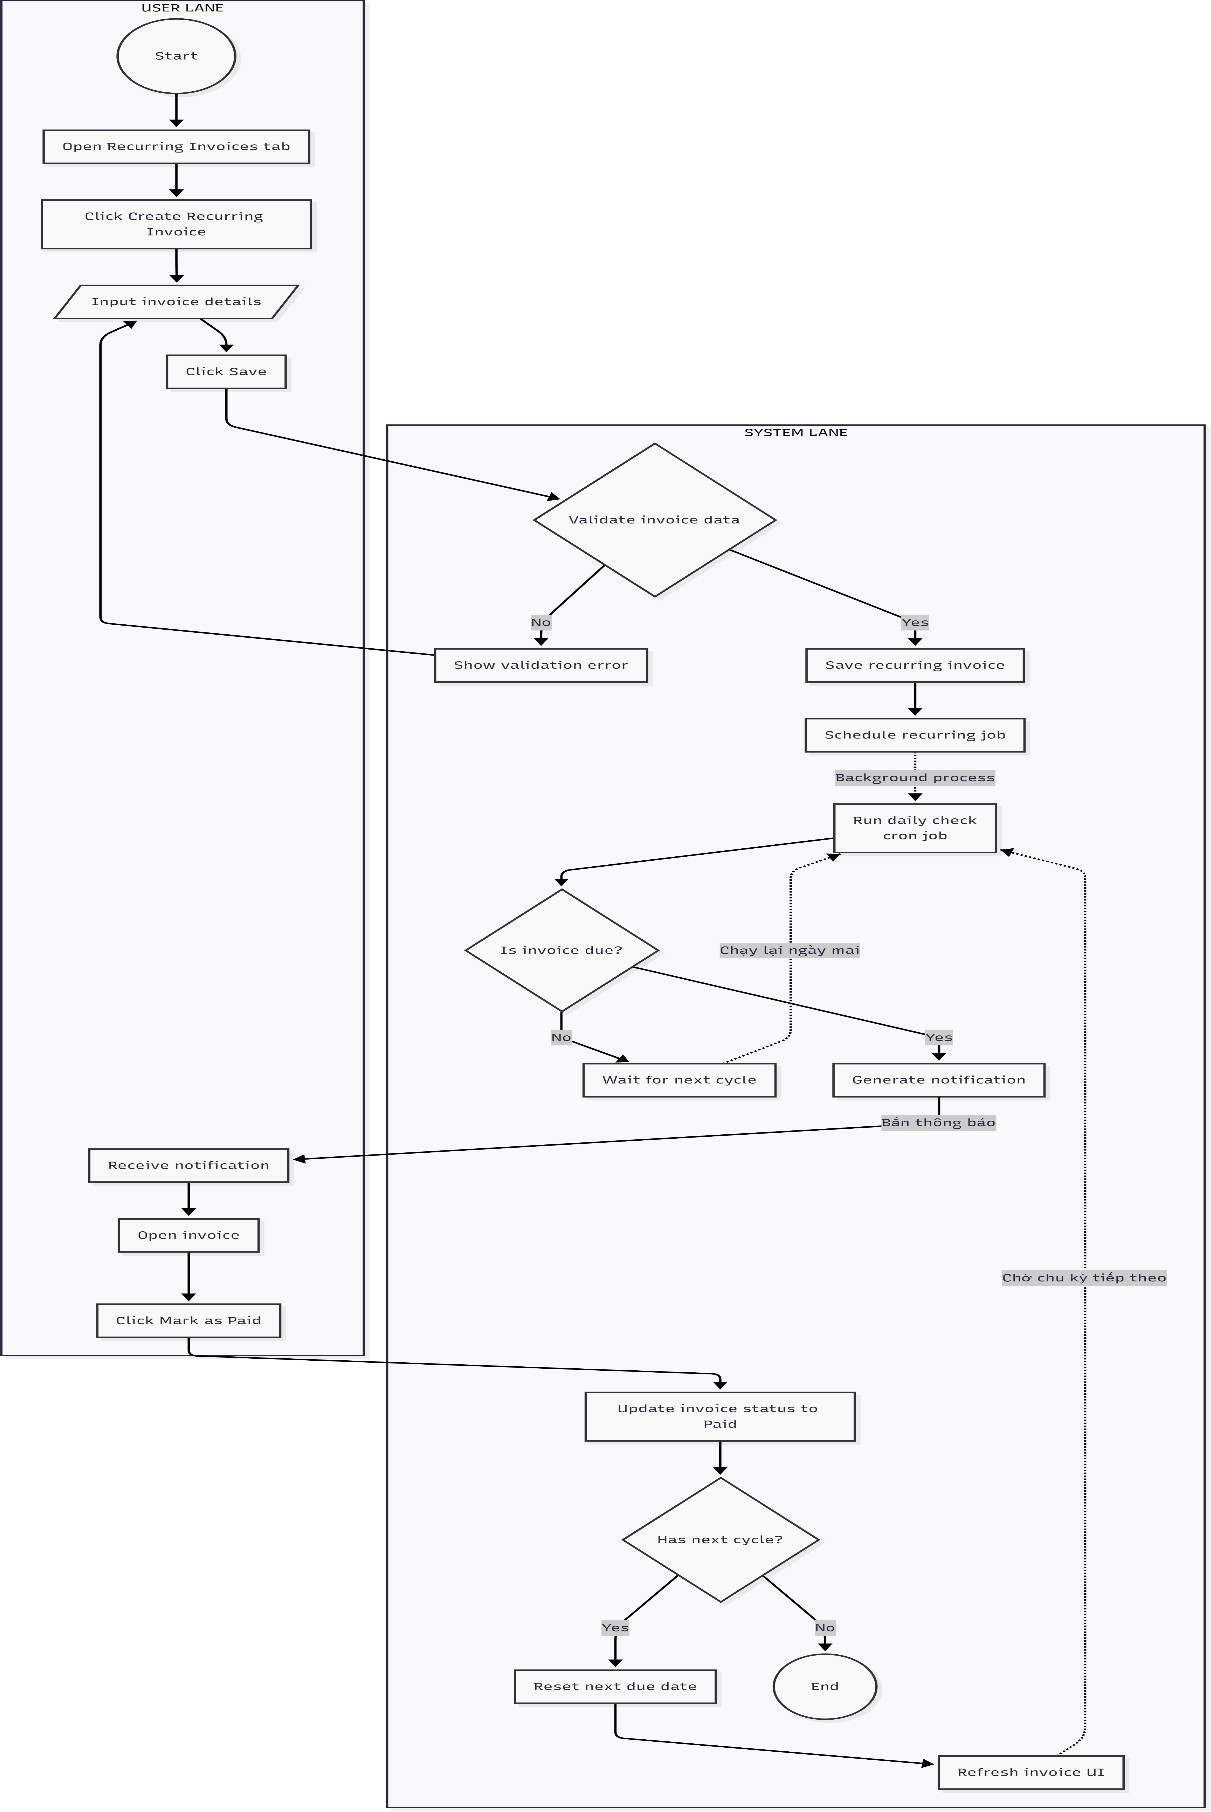 USER LANE
Start
Open Recurring Invoices tab
Click Create Recurring
Invoice
Input invoice details
Click Save
SYSTEM LANE
Validate invoice data
No
Yes
Show validation error
Save recurring invoice
Schedule recurring job
Background process
Run daily check
cron job
Is invoice due?
Chạy lại ngày mai
No
Yes
Wait for next cycle
Generate notification
Bắn thông báo
Receive notification
Open invoice
Chờ chu kỳ tiếp theo
Click Mark as Paid
Update invoice status to
Paid
Has next cycle?
Yes
No
Reset next due date
End
Refresh invoice UI